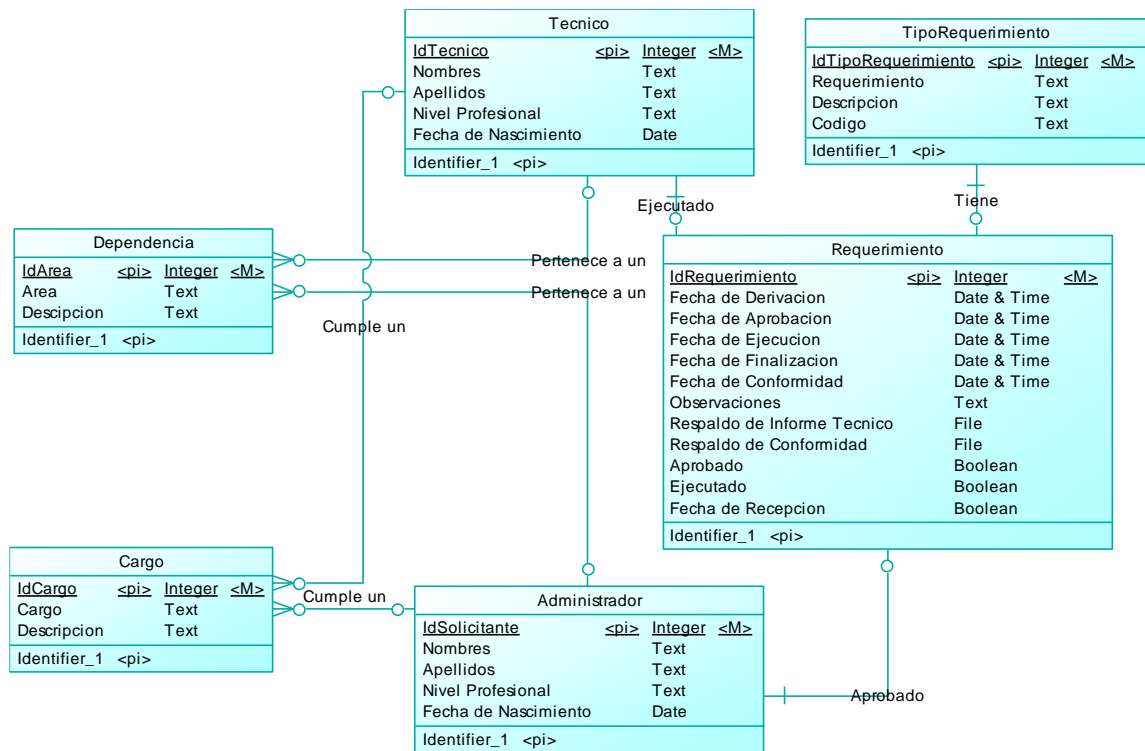 Tecnico
IdTecnico <pi> Integer <M>
Nombres Text
Apellidos Text
Nivel Profesional Text
Fecha de Nascimiento Date
Identifier_1 <pi>
TipoRequerimiento
IdTipoRequerimiento <pi> Integer <M>
Requerimiento Text
Descripcion Text
Codigo Text
Identifier_1 <pi>
Ejecutado
Tiene
Dependencia
IdArea <pi> Integer <M>
Area Text
Descipcion Text
Identifier_1 <pi>
Pertenece a un
Pertenece a un
Cumple un
Requerimiento
IdRequerimiento <pi> Integer <M>
Fecha de Derivacion Date & Time
Fecha de Aprobacion Date & Time
Fecha de Ejecucion Date & Time
Fecha de Finalizacion Date & Time
Fecha de Conformidad Date & Time
Observaciones Text
Respaldo de Informe Tecnico File
Respaldo de Conformidad File
Aprobado Boolean
Ejecutado Boolean
Fecha de Recepcion Boolean
Identifier_1 <pi>
Cargo
IdCargo <pi> Integer <M>
Cargo Text
Descripcion Text
Identifier_1 <pi>
Cumple un
Administrador
IdSolicitante <pi> Integer <M>
Nombres Text
Apellidos Text
Nivel Profesional Text
Fecha de Nascimiento Date
Identifier_1 <pi>
Aprobado